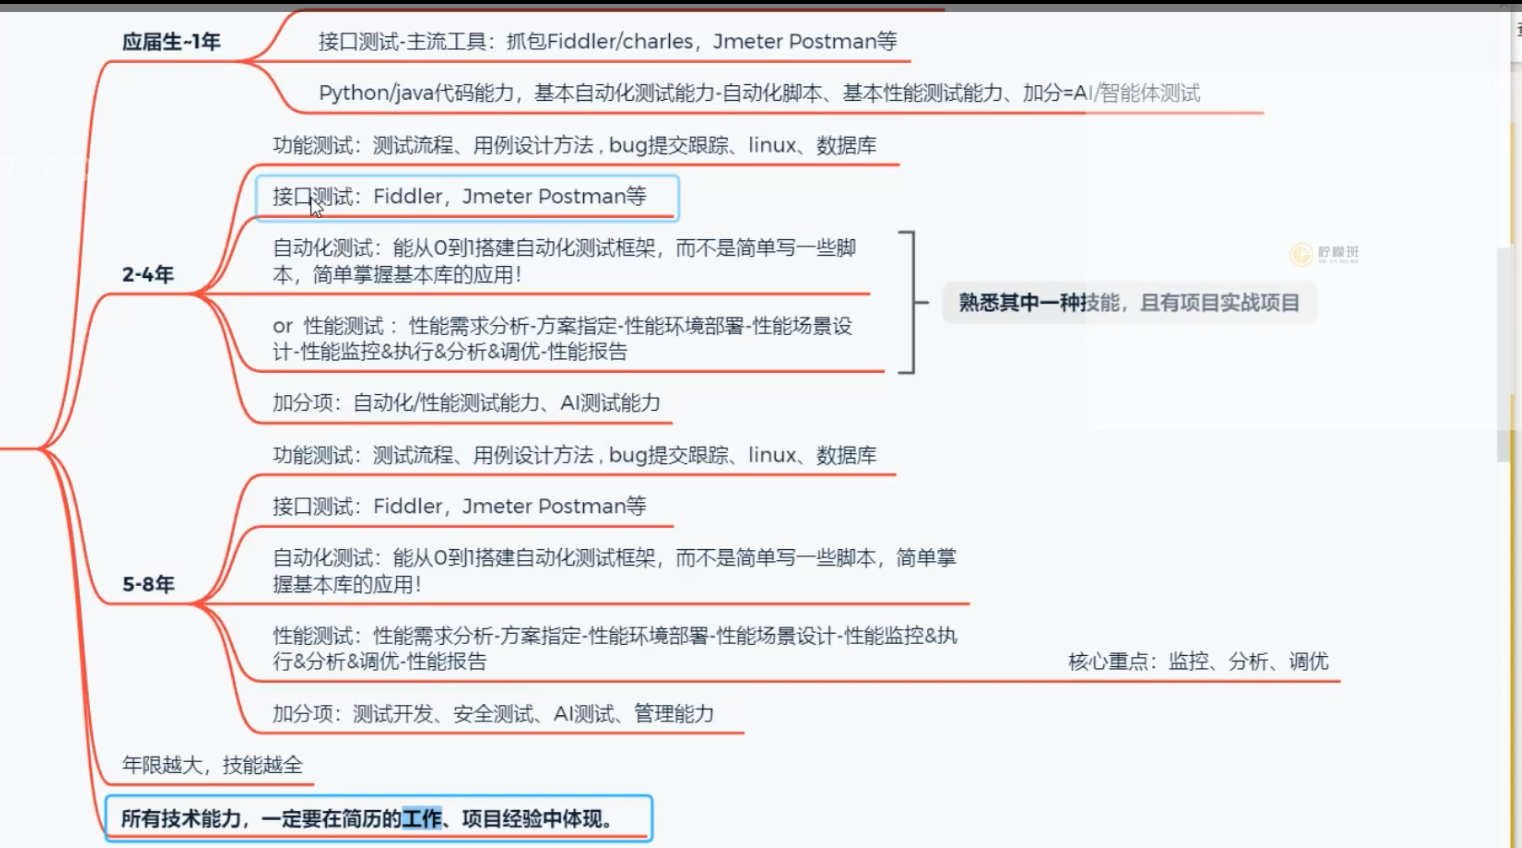 应届生~1年
接口测试-主流工具：抓包Fiddler/charles，Jmeter Postman等
Python/java代码能力，基本自动化测试能力-自动化脚本、基本性能测试能力、加分=AI/智能体测试
2-4年
功能测试：测试流程、用例设计方法 , bug提交跟踪、linux、数据库
接口测试：Fiddler，Jmeter Postman等
自动化测试：能从0到1搭建自动化测试框架，而不是简单写一些脚
本，简单掌握基本库的应用！
or 性能测试 ：性能需求分析-方案指定-性能环境部署-性能场景设
计-性能监控&执行&分析&调优-性能报告
熟悉其中一种技能，且有项目实战项目
加分项：自动化/性能测试能力、AI测试能力
柠檬班
5-8年
功能测试：测试流程、用例设计方法 , bug提交跟踪、linux、数据库
接口测试：Fiddler，Jmeter Postman等
自动化测试：能从0到1搭建自动化测试框架，而不是简单写一些脚本，简单掌
握基本库的应用！
性能测试：性能需求分析-方案指定-性能环境部署-性能场景设计-性能监控&执
行&分析&调优-性能报告
核心重点：监控、分析、调优
加分项：测试开发、安全测试、AI测试、管理能力
年限越大，技能越全
所有技术能力，一定要在简历的工作、项目经验中体现。